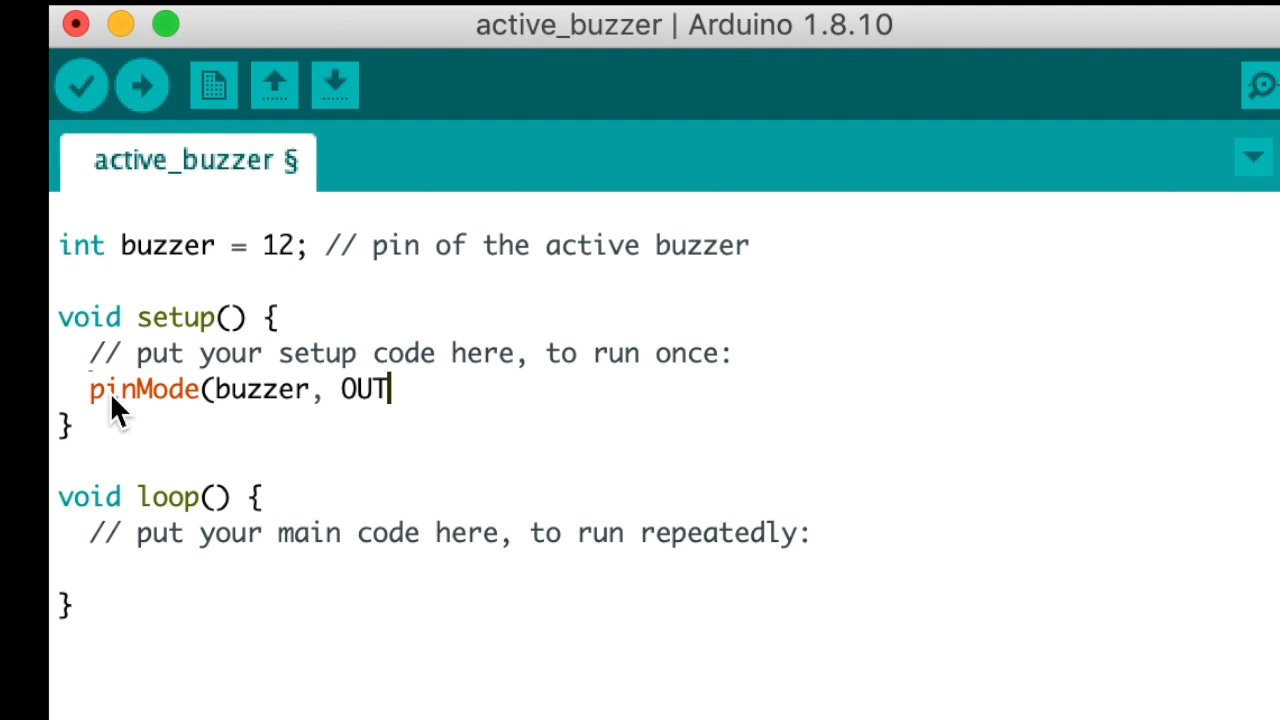 active_buzzer | Arduino 1.8.10
active_buzzer §
int buzzer = 12; // pin of the active buzzer
void setup() {
  // put your setup code here, to run once:
  pinMode(buzzer, OUT
}
void loop() {
  // put your main code here, to run repeatedly:
}